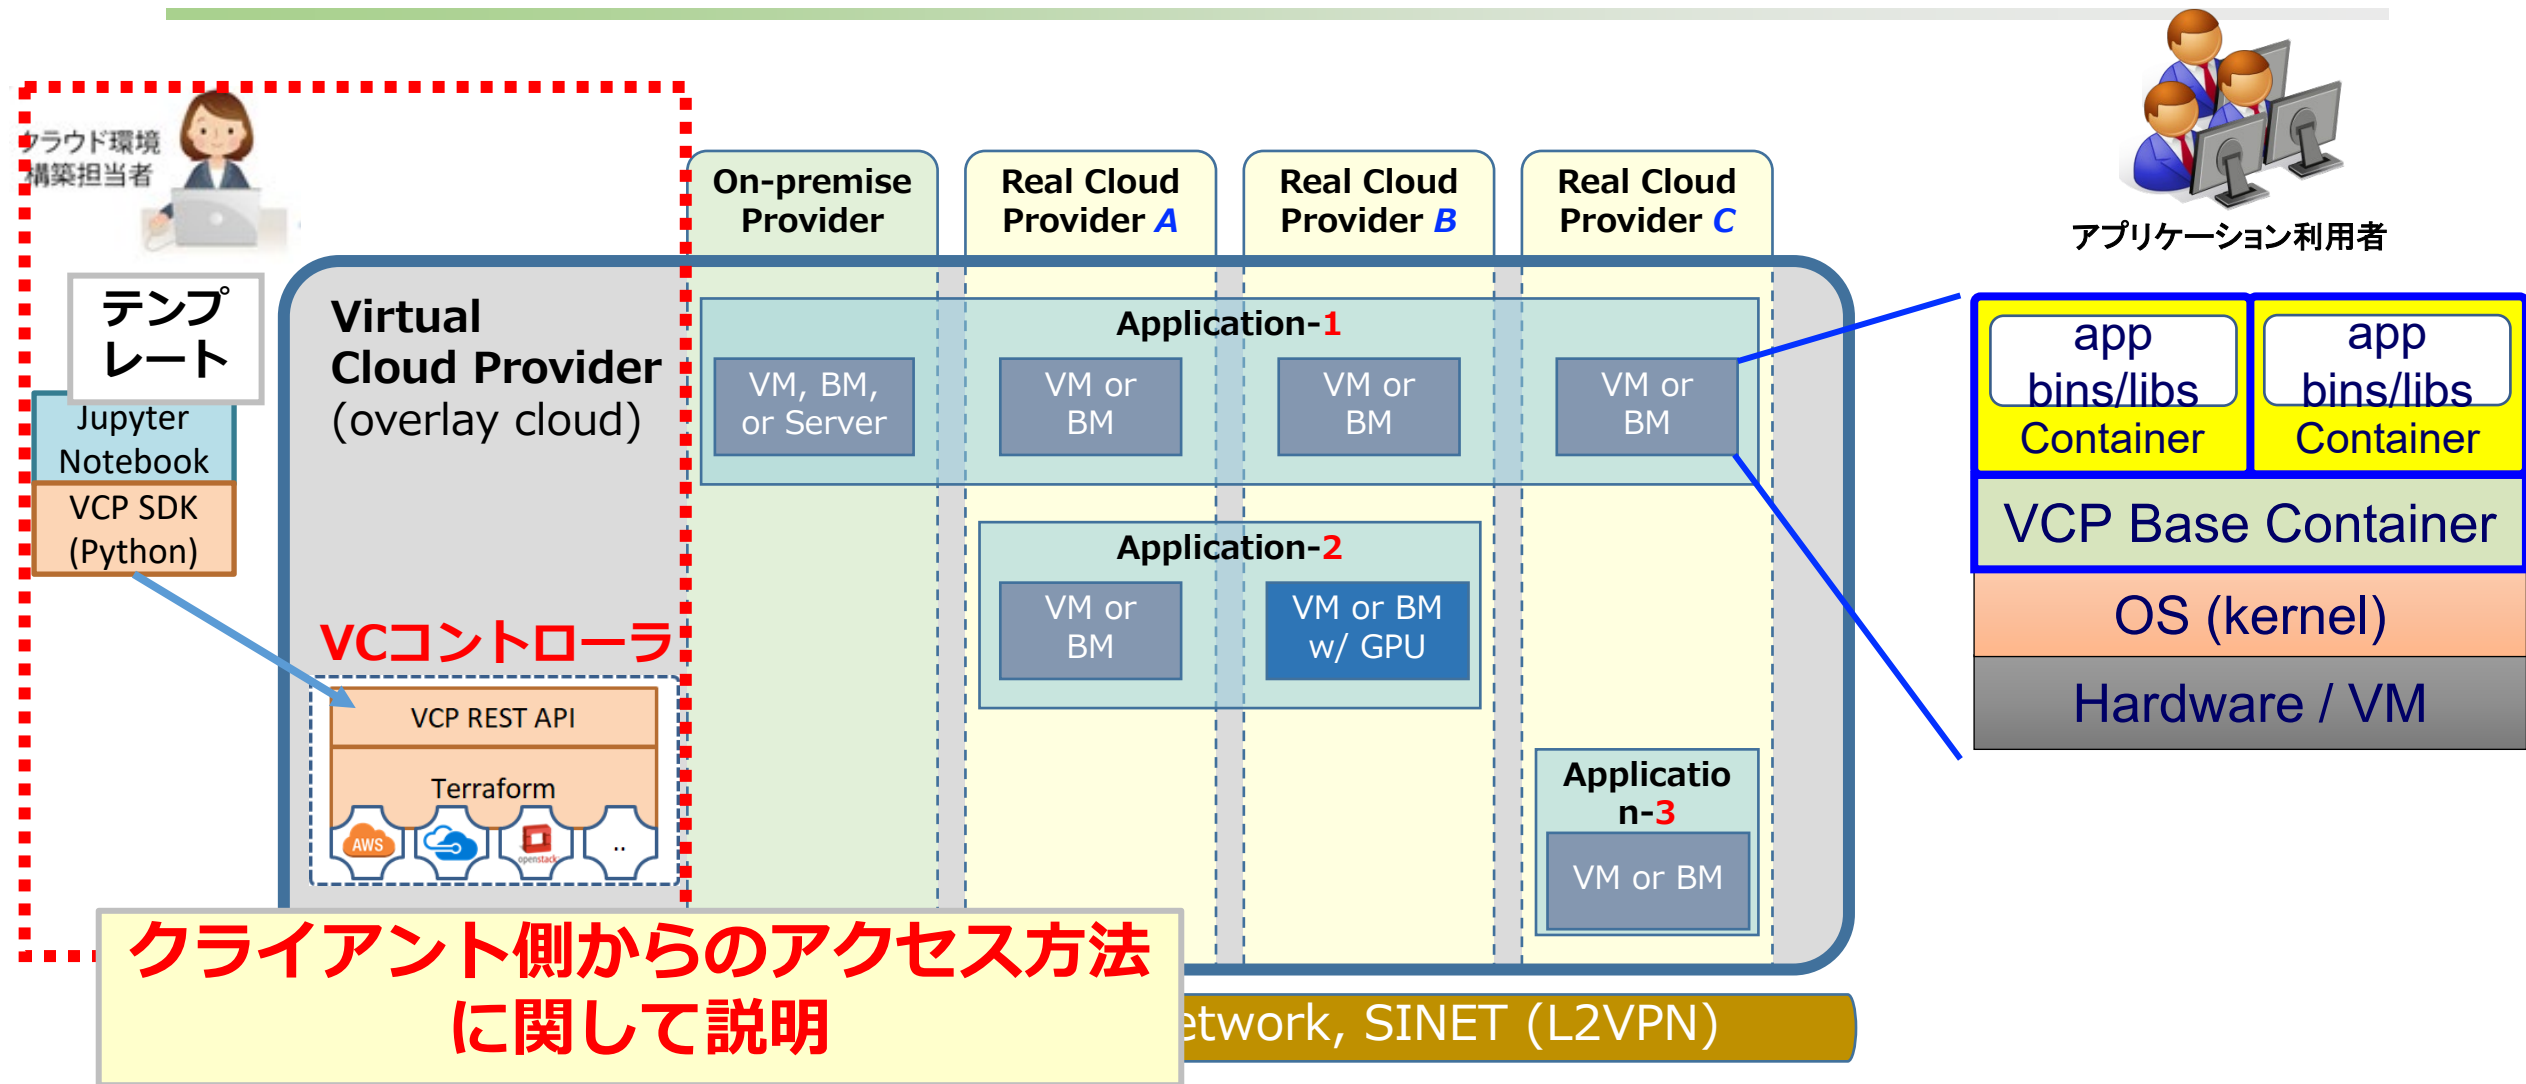 クラウド環境
構築担当者
テンプ
レート
Jupyter
Notebook
VCP SDK
(Python)
Virtual
Cloud Provider
(overlay cloud)
VCコントローラ
VCP REST API
Terraform
AWS
openstack
..
On-premise
Provider
Real Cloud
Provider A
Real Cloud
Provider B
Real Cloud
Provider C
Application-1
VM, BM,
or Server
VM or
BM
VM or
BM
VM or
BM
Application-2
VM or
BM
VM or BM
w/ GPU
Applicatio
n-3
VM or BM
アプリケーション利用者
app
bins/libs
Container
app
bins/libs
Container
VCP Base Container
OS (kernel)
Hardware / VM
クライアント側からのアクセス方法
に関して説明
etwork, SINET (L2VPN)